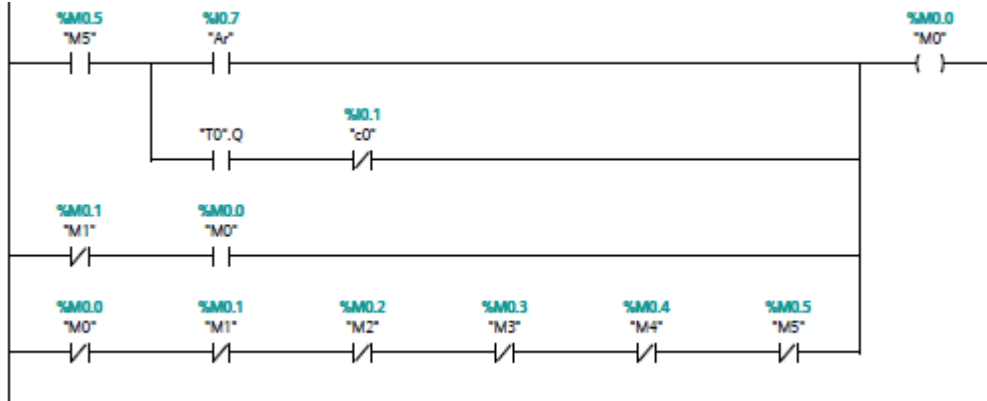 %M0.5 %I0.7 %M0.0
"M5" "Ar" "M0"
%I0.1
"T0".Q "c0"
%M0.1 %M0.0
"M1" "M0"
%M0.0 %M0.1 %M0.2 %M0.3 %M0.4 %M0.5
"M0" "M1" "M2" "M3" "M4" "M5"